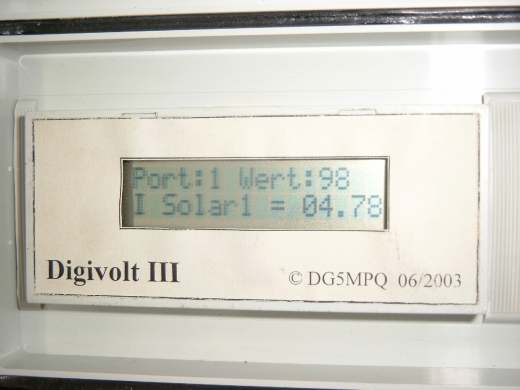 Port:1 Wert:98
I Solar1 = 04.78
Digivolt III
© DG5MPQ 06/2003